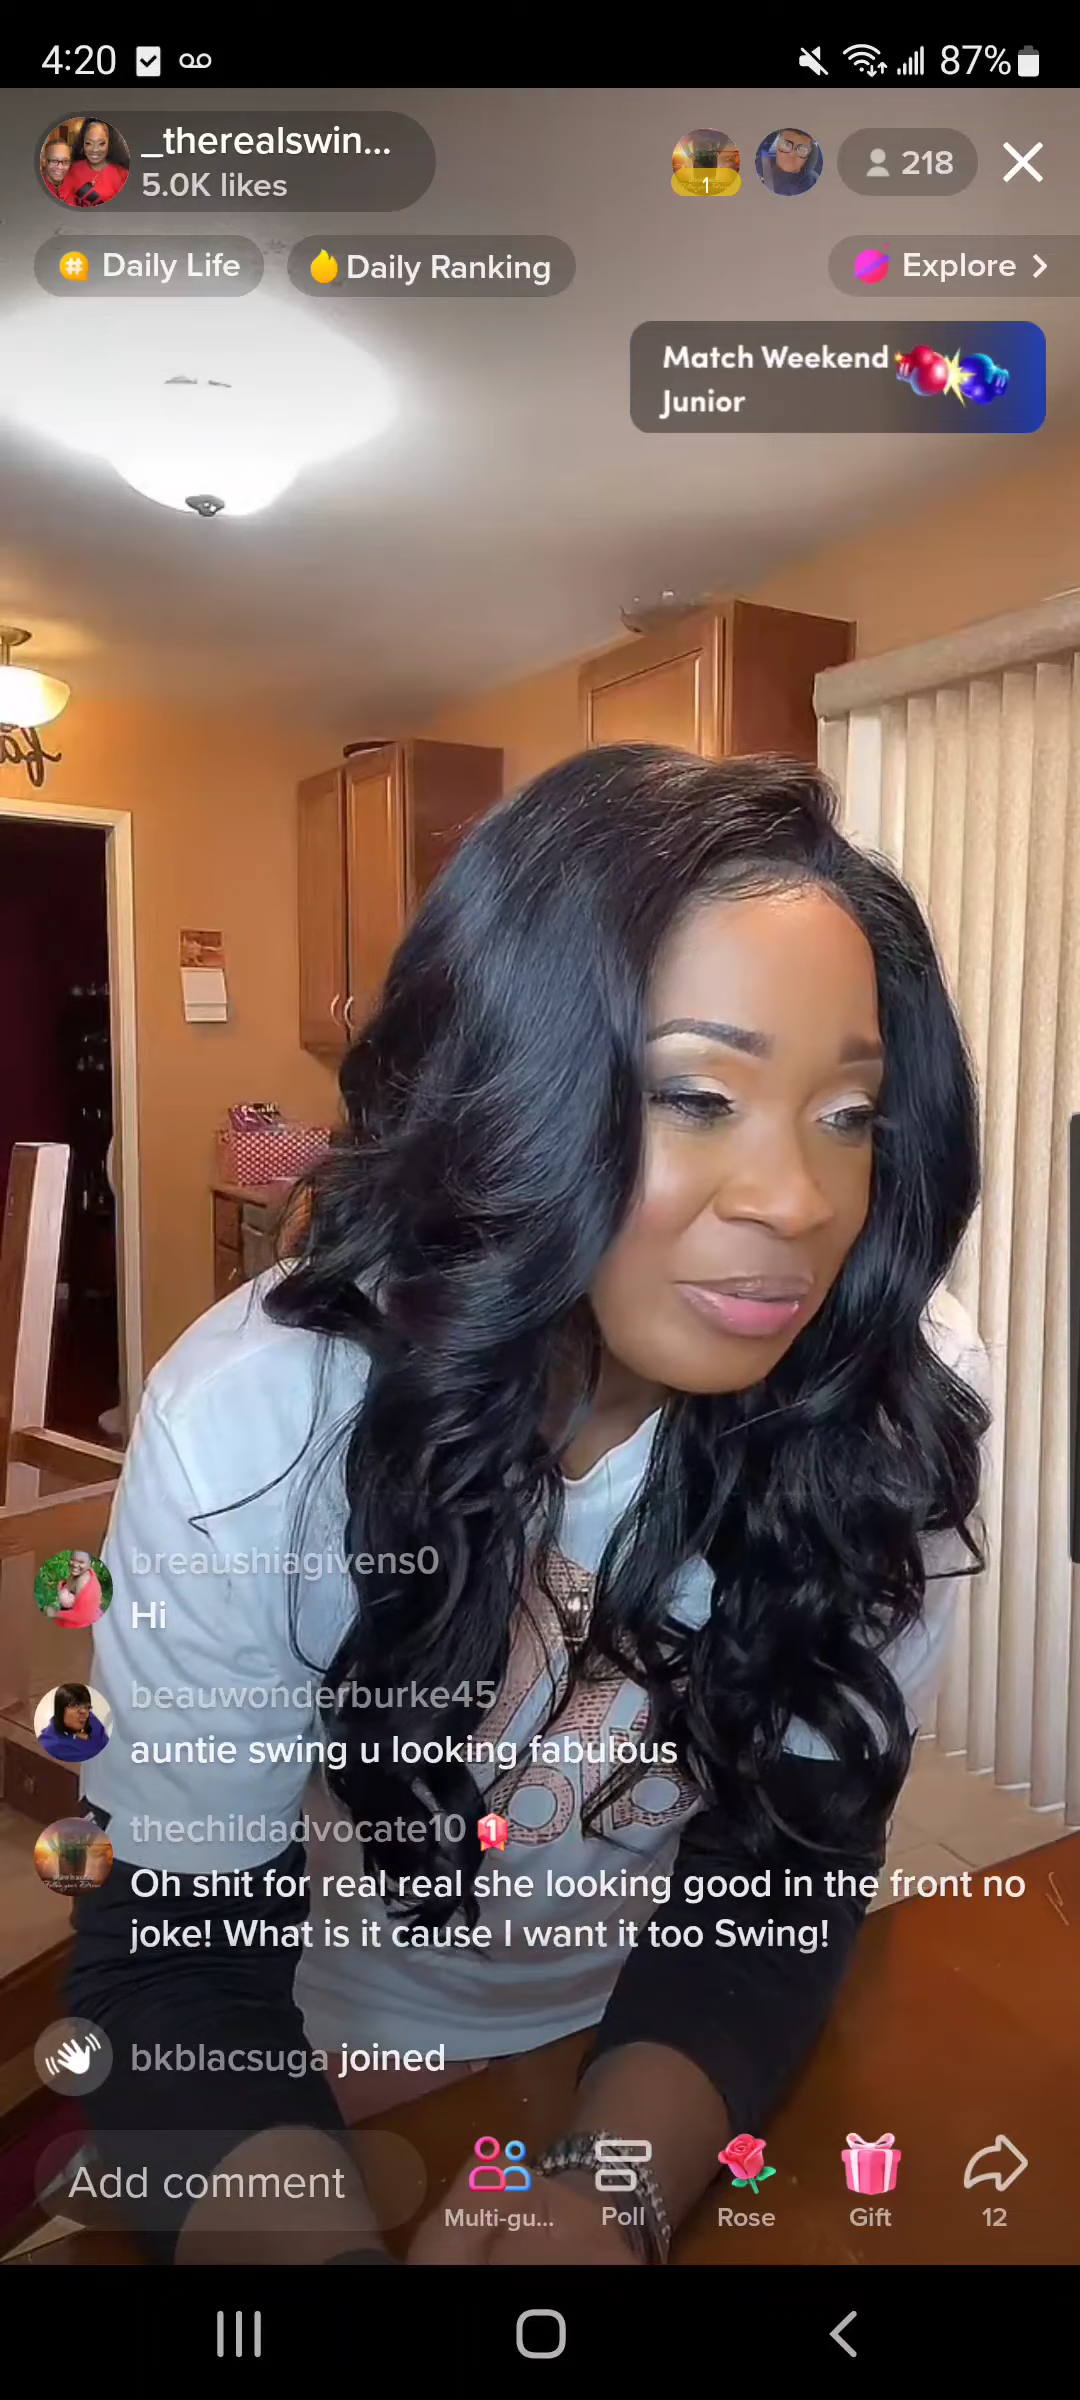 4:20
87%
_therealswin...
5.0K likes
1
218
Daily Life
Daily Ranking
Explore >
Match Weekend
Junior
breaushiagivens0
Hi
beauwonderburke45
auntie swing u looking fabulous
thechildadvocate10 1
Oh shit for real real she looking good in the front no
joke! What is it cause I want it too Swing!
bkblacsuga joined
Add comment
Multi-gu...
Poll
Rose
Gift
12